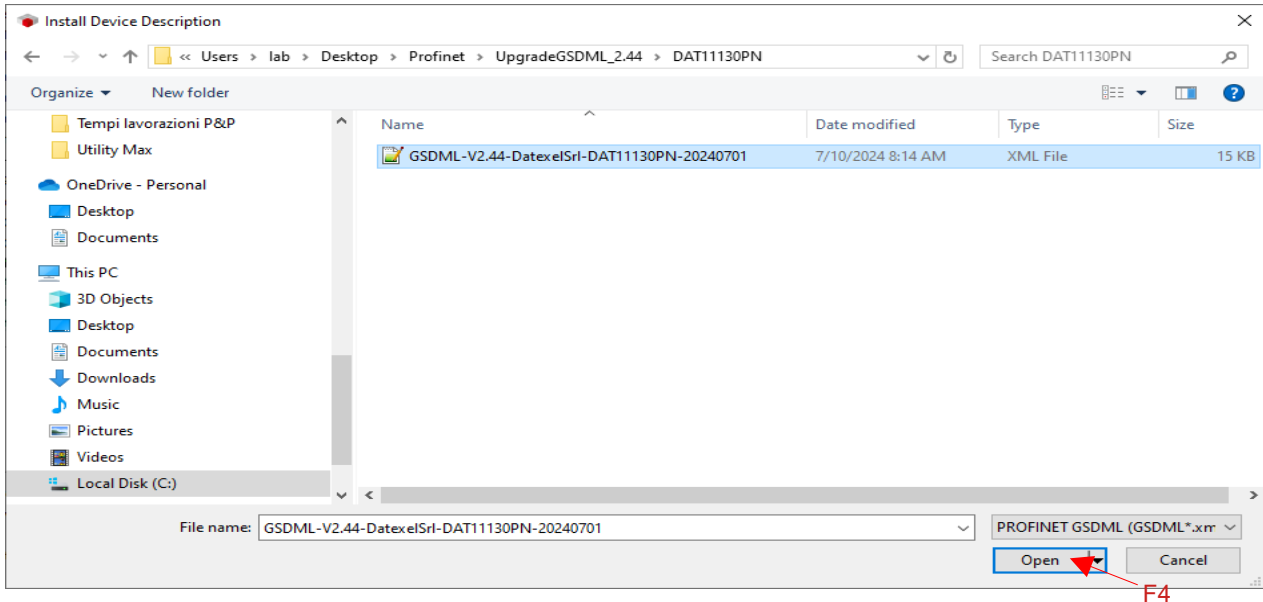 Install Device Description
« Users > lab > Desktop > Profinet > UpgradeGSDML_2.44 > DAT11130PN
Search DAT11130PN
Organize
New folder
Tempi lavorazioni P&P
Utility Max
OneDrive - Personal
Desktop
Documents
This PC
3D Objects
Desktop
Documents
Downloads
Music
Pictures
Videos
Local Disk (C:)
Name Date modified Type Size
GSDML-V2.44-DatexelSrl-DAT11130PN-20240701 7/10/2024 8:14 AM XML File 15 KB
File name: GSDML-V2.44-DatexelSrl-DAT11130PN-20240701 PROFINET GSDML (GSDML*.xm
Open Cancel
F4